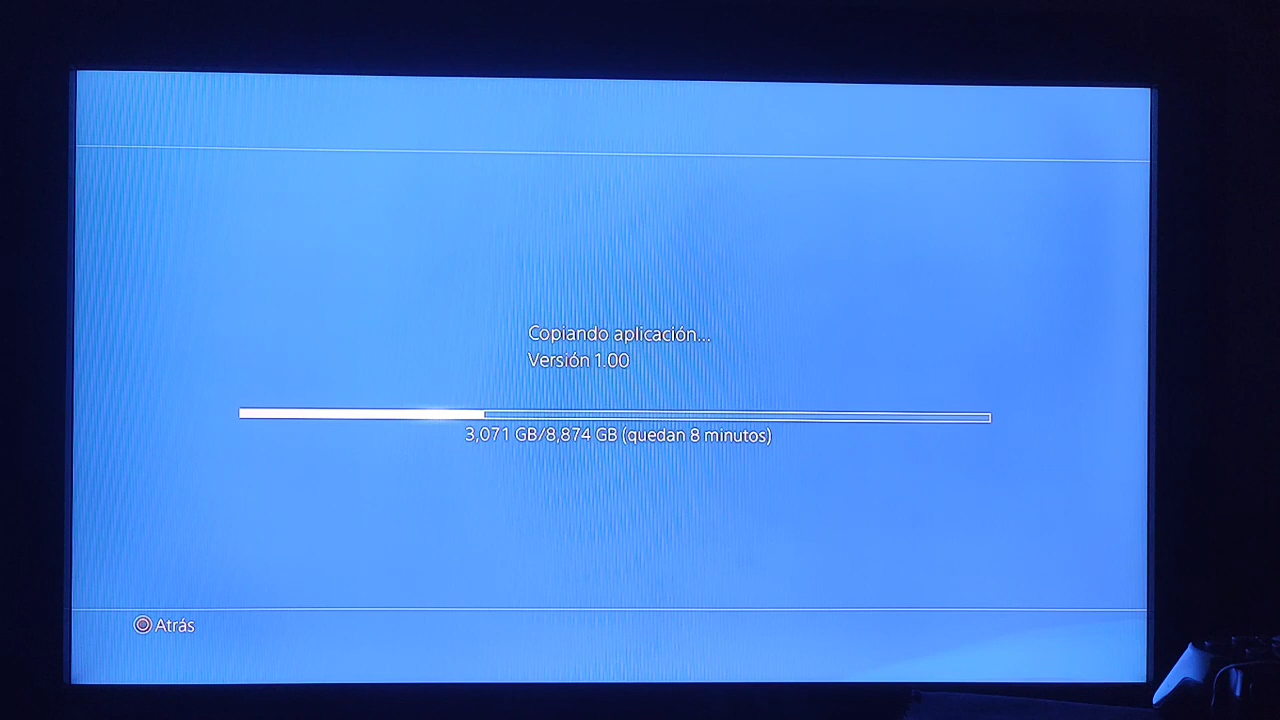 Copiando aplicación...
Versión 1.00
3,071 GB/8,874 GB (quedan 8 minutos)
Atrás